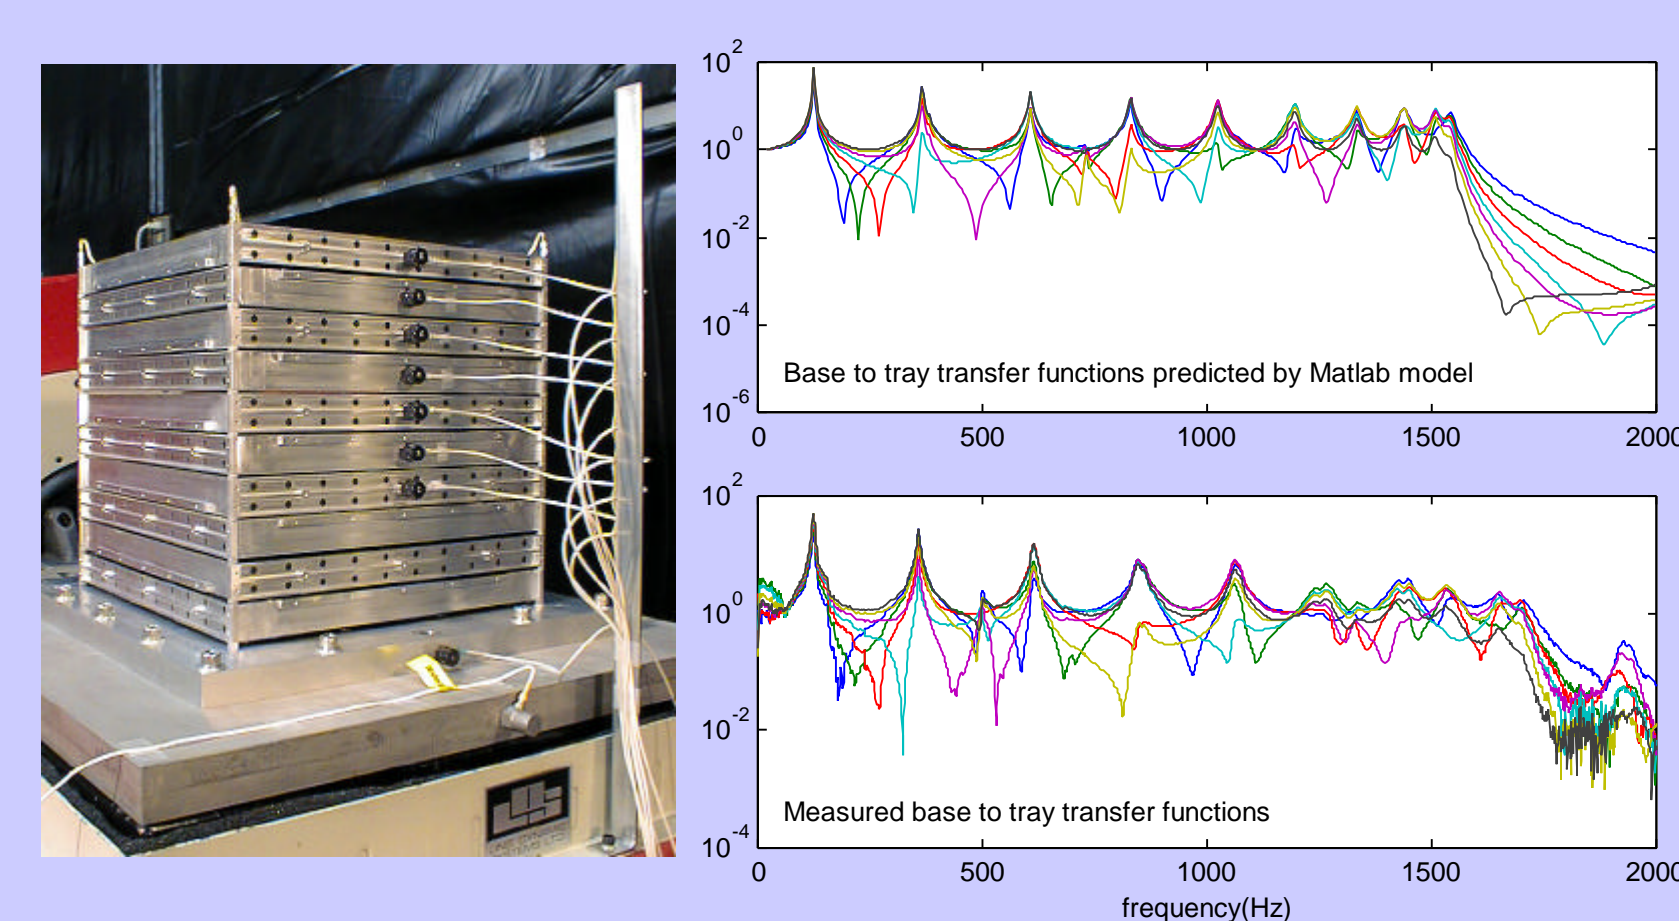 10^2
10^0
10^-2
10^-4
10^-6
Base to tray transfer functions predicted by Matlab model
0 500 1000 1500 2000
10^2
10^0
10^-2
10^-4
Measured base to tray transfer functions
0 500 1000 1500 2000
frequency(Hz)